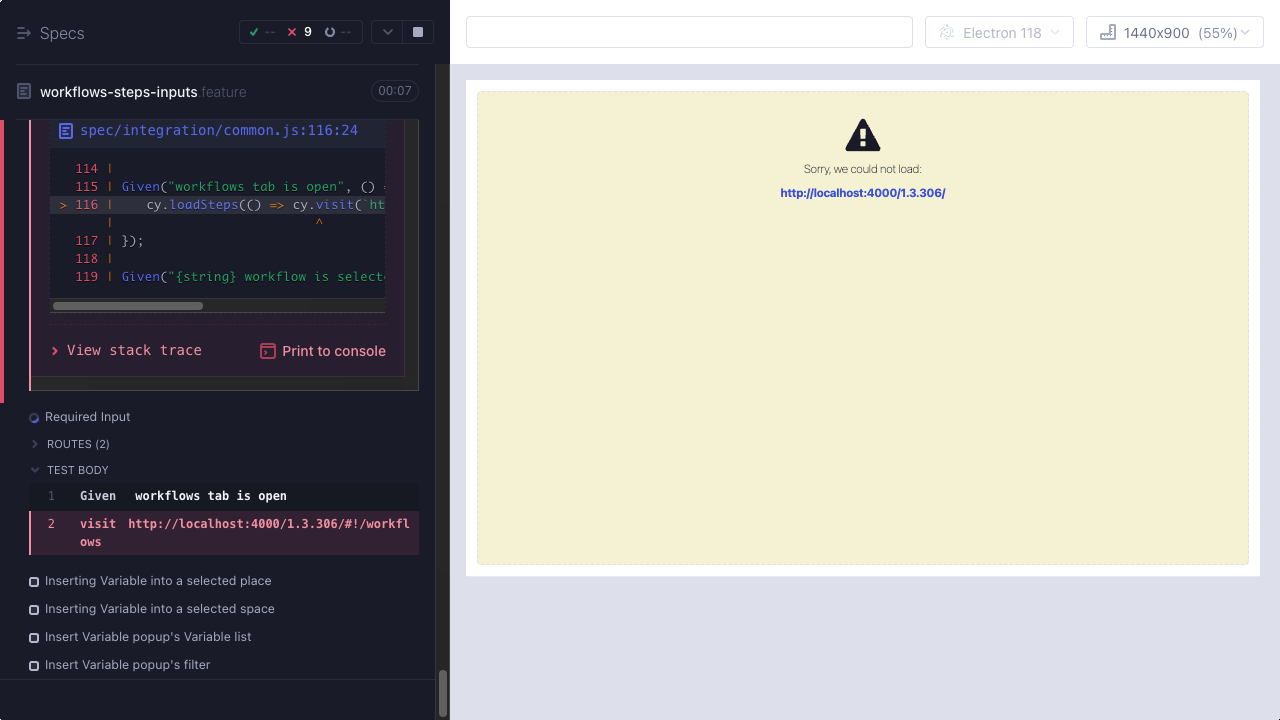 Specs
-- 9 --
workflows-steps-inputs.feature 00:07
spec/integration/common.js:116:24
114 |
115 | Given("workflows tab is open", () =
> 116 | cy.loadSteps(() => cy.visit(`ht
| ^
117 | });
118 |
119 | Given("{string} workflow is selecte
View stack trace
Print to console
Required Input
ROUTES (2)
TEST BODY
1 Given workflows tab is open
2 visit http://localhost:4000/1.3.306/#!/workfl
ows
Inserting Variable into a selected place
Inserting Variable into a selected space
Insert Variable popup's Variable list
Insert Variable popup's filter
Electron 118
1440x900 (55%)
Sorry, we could not load:
http://localhost:4000/1.3.306/